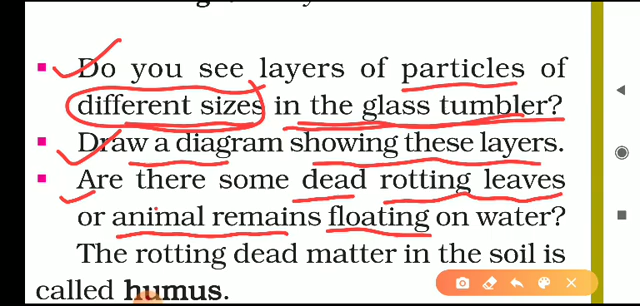 Do you see layers of particles of
different sizes in the glass tumbler?
Draw a diagram showing these layers.
Are there some dead rotting leaves
or animal remains floating on water?
The rotting dead matter in the soil is
called humus.